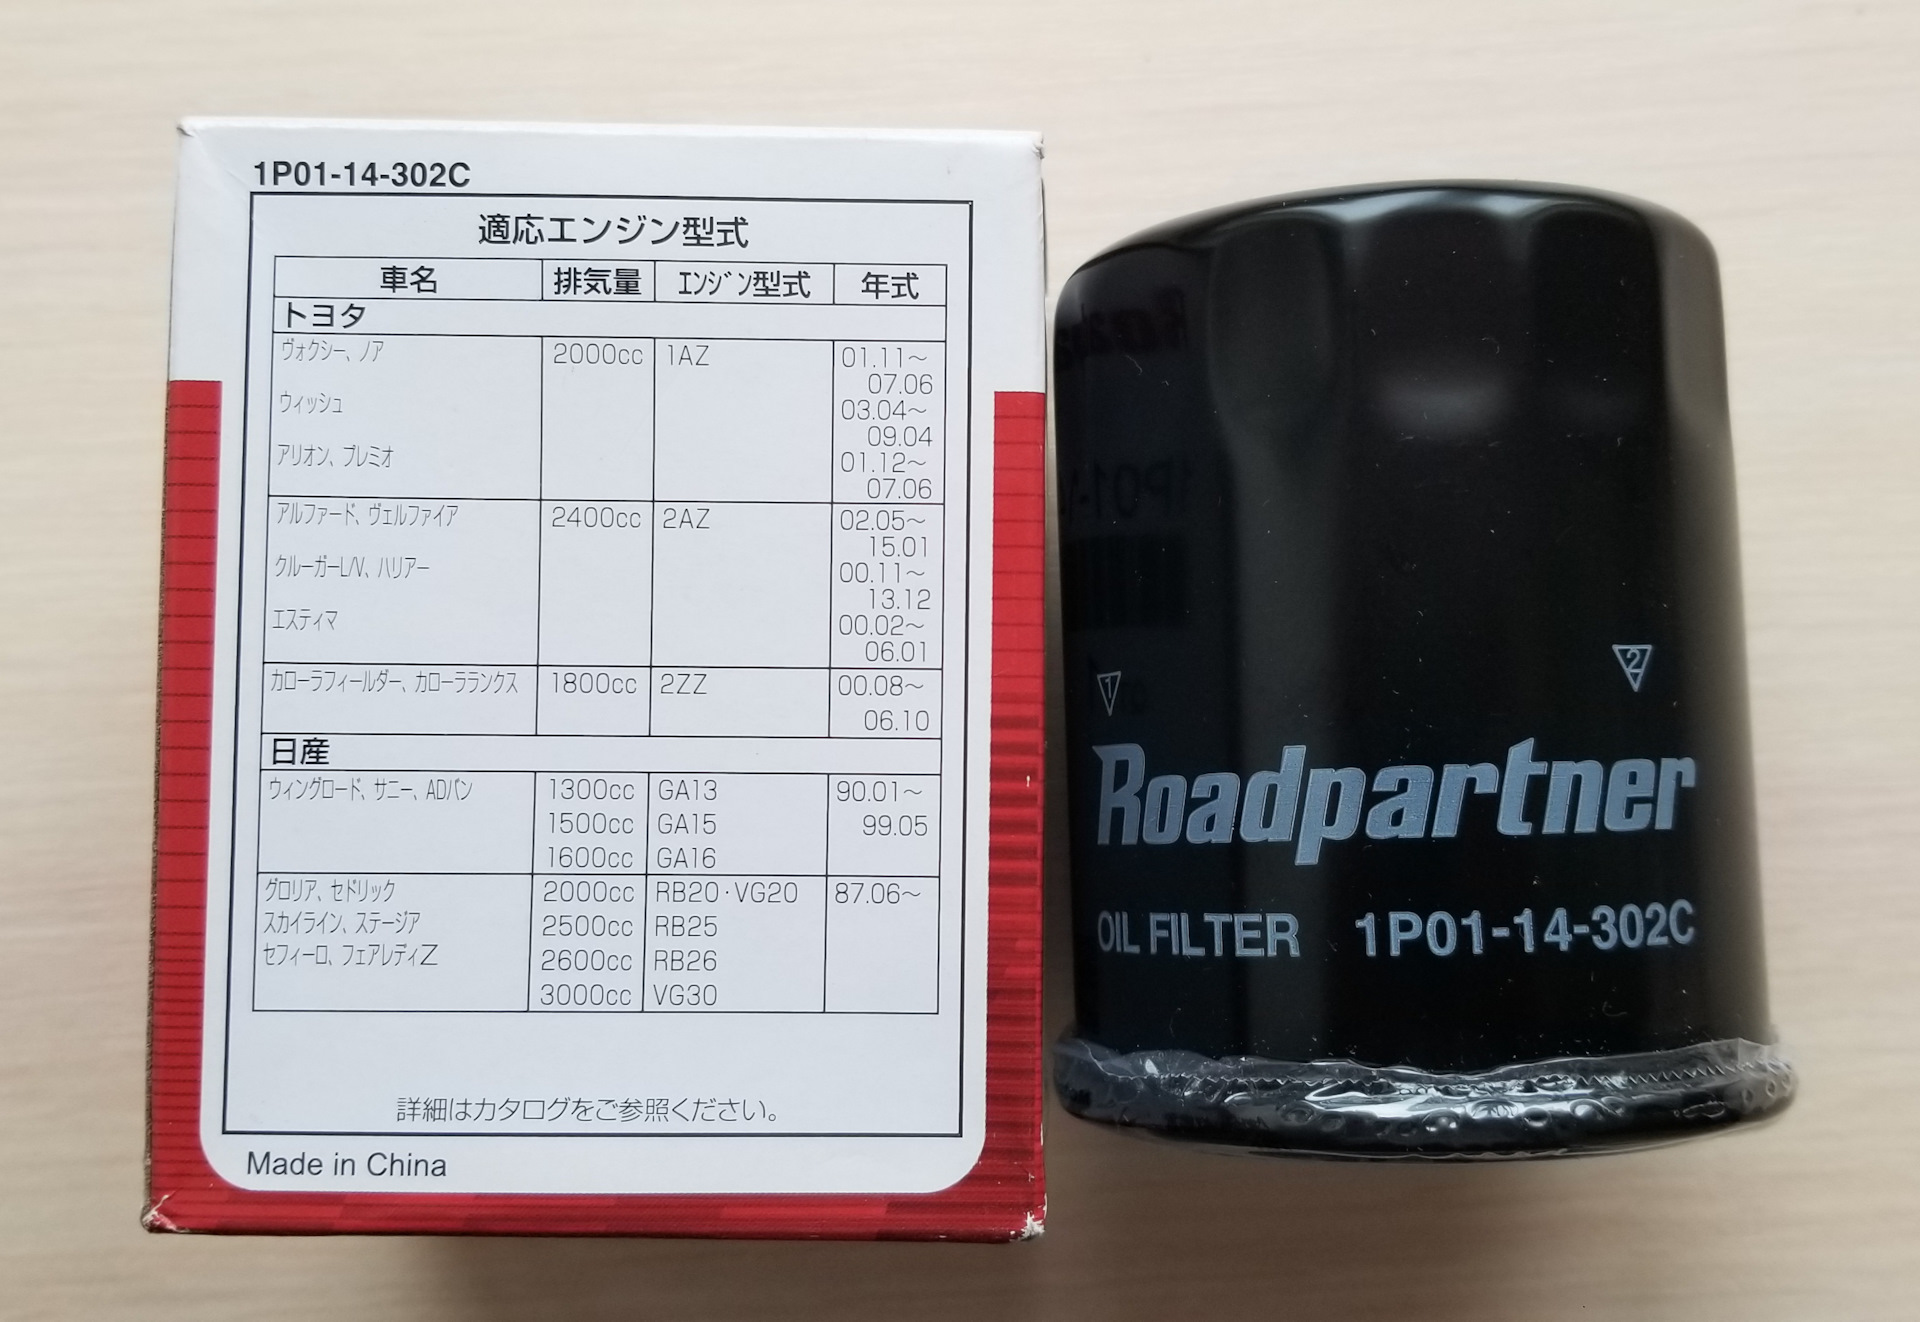 1P01-14-302C
適応エンジン型式
車名 排気量 ｴﾝｼﾞﾝ型式 年式
トヨタ
ヴォクシー、ノア 2000cc 1AZ 01.11～
07.06
ウィッシュ 03.04～
09.04
アリオン、プレミオ 01.12～
07.06
アルファード、ヴェルファイア 2400cc 2AZ 02.05～
15.01
クルーガーL/V、ハリアー 00.11～
13.12
エスティマ 00.02～
06.01
カローラフィールダー、カローラランクス 1800cc 2ZZ 00.08～
06.10
日産
ウィングロード、サニー、ADバン 1300cc GA13 90.01～
1500cc GA15 99.05
1600cc GA16
グロリア、セドリック 2000cc RB20・VG20 87.06～
スカイライン、ステージア 2500cc RB25
セフィーロ、フェアレディZ 2600cc RB26
3000cc VG30
詳細はカタログをご参照ください。
Made in China
1
2
Roadpartner
OIL FILTER 1P01-14-302C